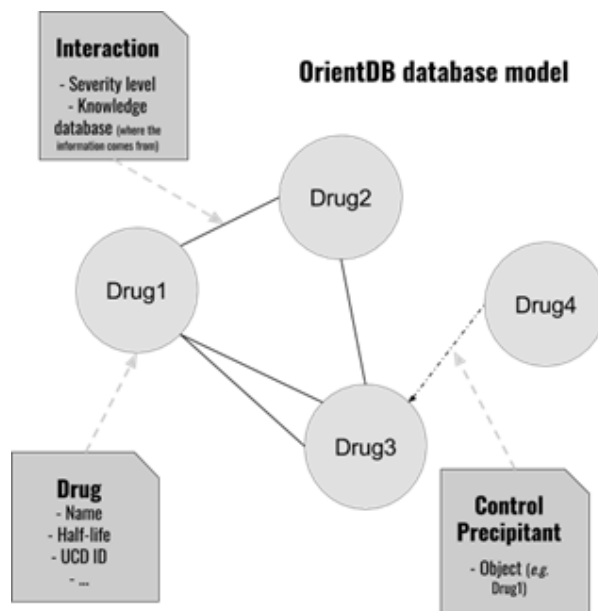 Interaction
- Severity level
- Knowledge
database (where the
information comes from)
OrientDB database model
Drug2
Drug1
Drug4
Drug3
Drug
- Name
- Half-life
- UCD ID
- ...
Control
Precipitant
- Object (e.g.
Drug1)